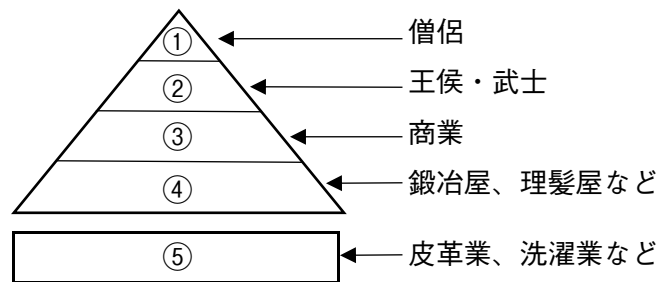 ① 僧侶
② 王侯・武士
③ 商業
④ 鍛冶屋、理髪屋など
⑤ 皮革業、洗濯業など